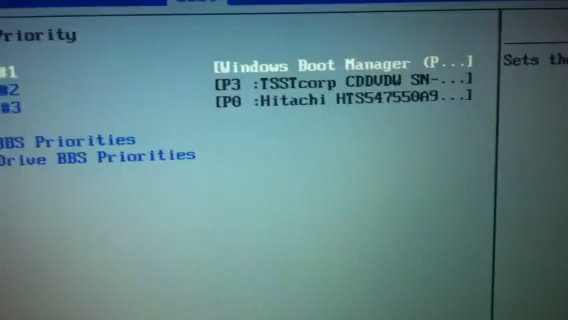 Priority
#1 [Windows Boot Manager (P...]
#2 [P3 :TSSTcorp CDDVDW SN-...]
#3 [P0 :Hitachi HTS547550A9...]
BBS Priorities
Drive BBS Priorities
Sets the